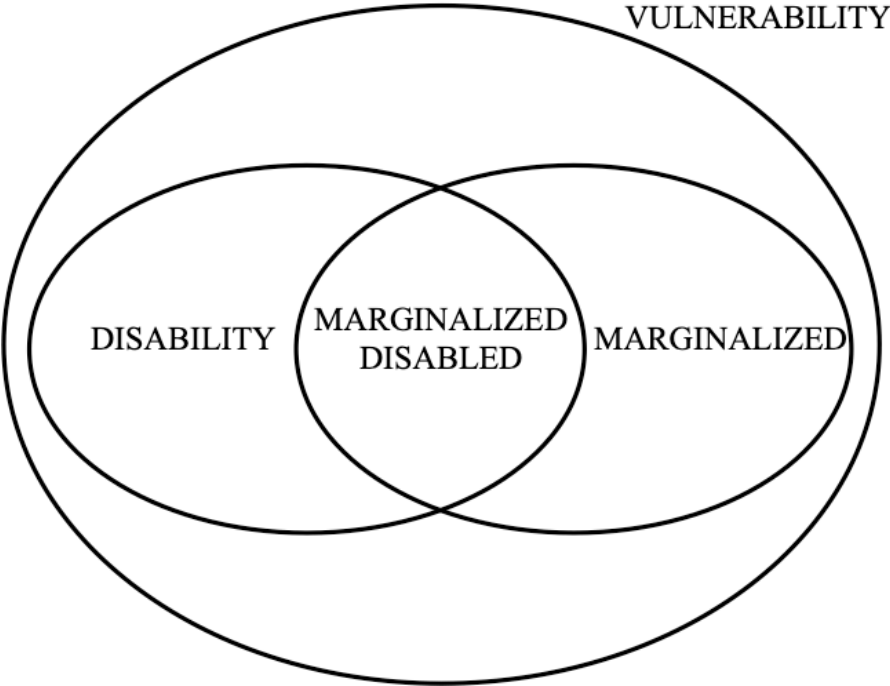 VULNERABILITY
DISABILITY
MARGINALIZED
DISABLED
MARGINALIZED